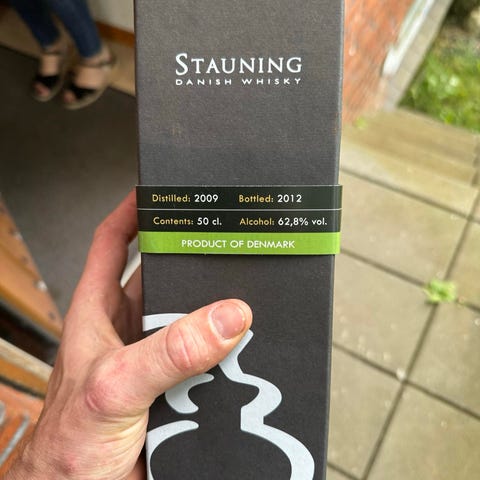 STAUNING
DANISH WHISKY
Distilled: 2009 Bottled: 2012
Contents: 50 cl. Alcohol: 62,8% vol.
PRODUCT OF DENMARK